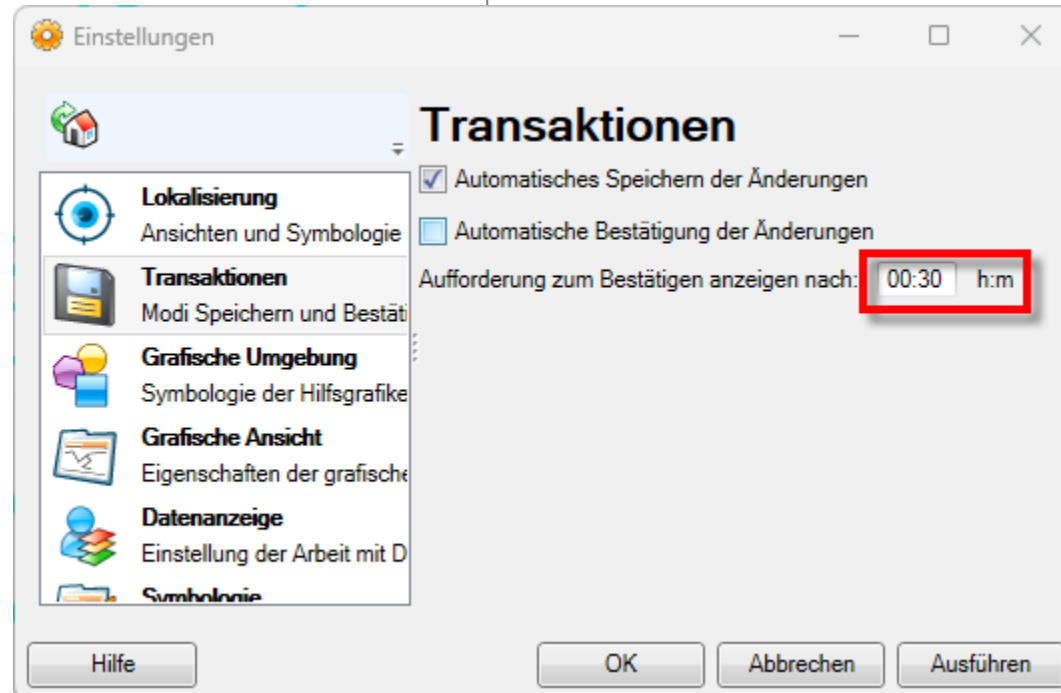 Einstellungen
Transaktionen
Automatisches Speichern der Änderungen
Automatische Bestätigung der Änderungen
Aufforderung zum Bestätigen anzeigen nach: 00:30 h:m
Lokalisierung
Ansichten und Symbologie
Transaktionen
Modi Speichern und Bestäti
Grafische Umgebung
Symbologie der Hilfsgrafike
Grafische Ansicht
Eigenschaften der grafische
Datenanzeige
Einstellung der Arbeit mit D
Symbologie
Hilfe OK Abbrechen Ausführen